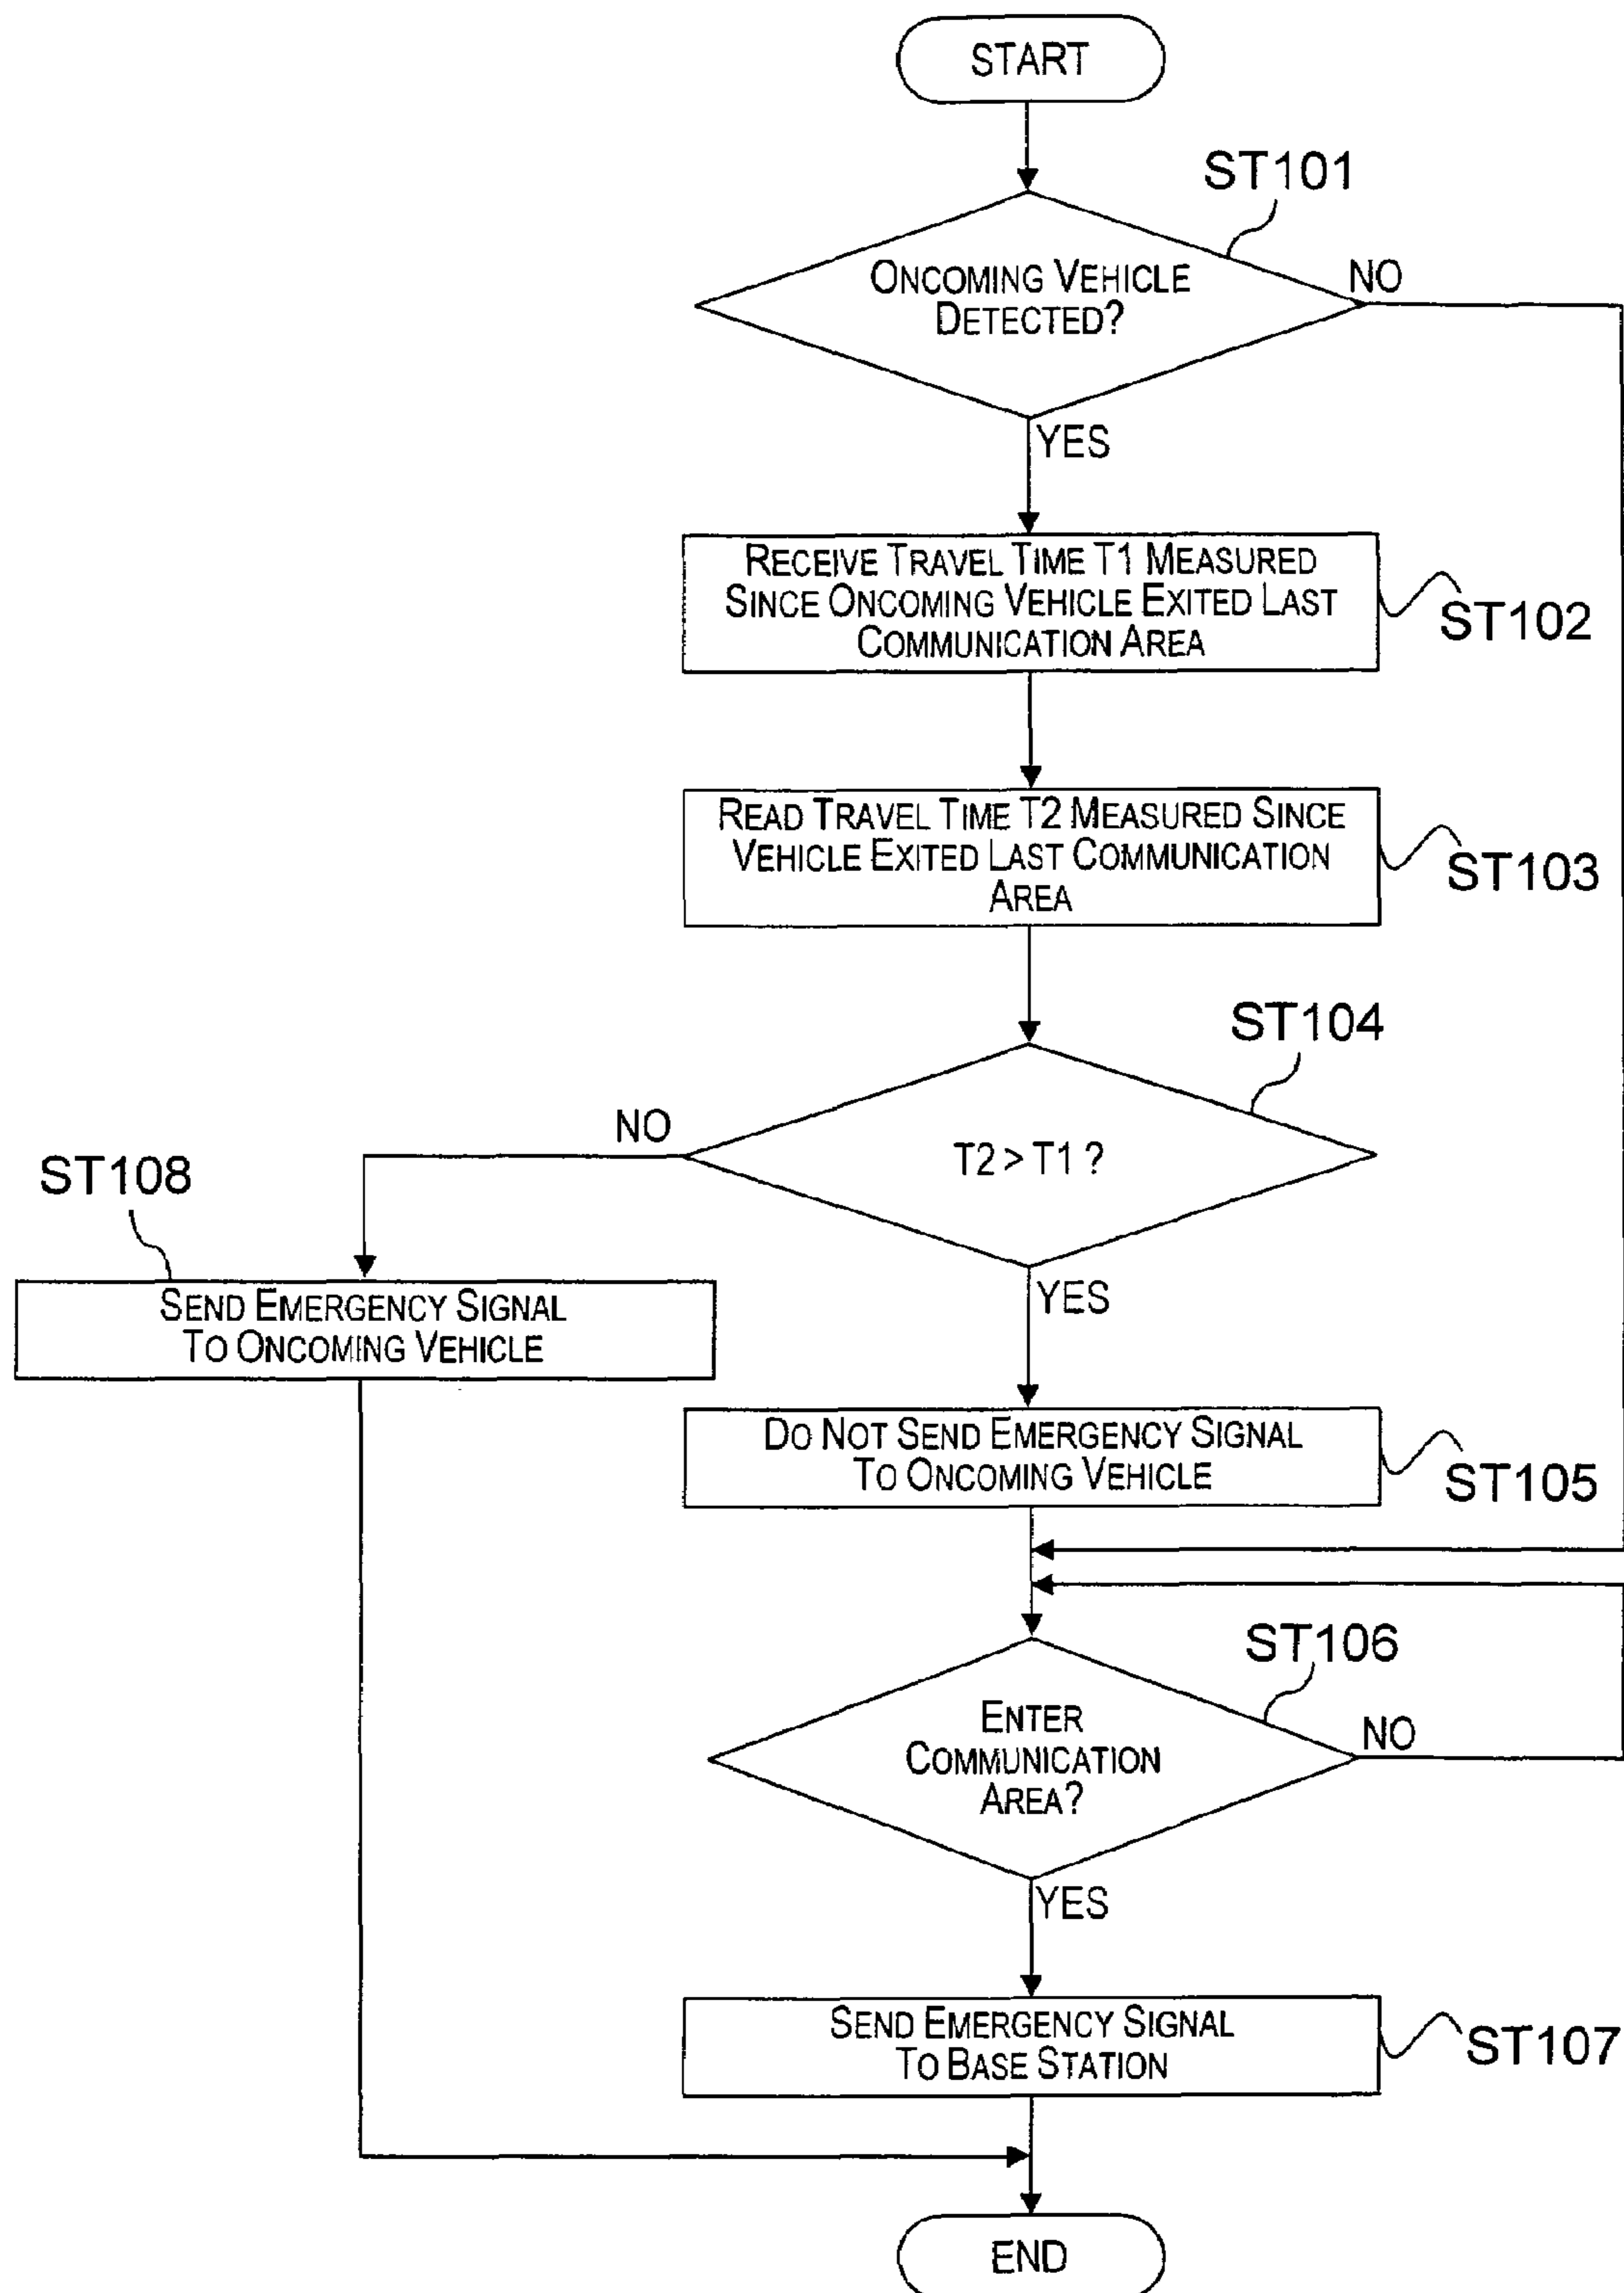 START
ST101
ONCOMING VEHICLE
DETECTED?
NO
YES
RECEIVE TRAVEL TIME T1 MEASURED
SINCE ONCOMING VEHICLE EXITED LAST
COMMUNICATION AREA
ST102
READ TRAVEL TIME T2 MEASURED SINCE
VEHICLE EXITED LAST COMMUNICATION
AREA
ST103
ST104
T2 > T1 ?
NO
ST108
SEND EMERGENCY SIGNAL
TO ONCOMING VEHICLE
YES
DO NOT SEND EMERGENCY SIGNAL
TO ONCOMING VEHICLE
ST105
ST106
ENTER
COMMUNICATION
AREA?
NO
YES
SEND EMERGENCY SIGNAL
TO BASE STATION
ST107
END